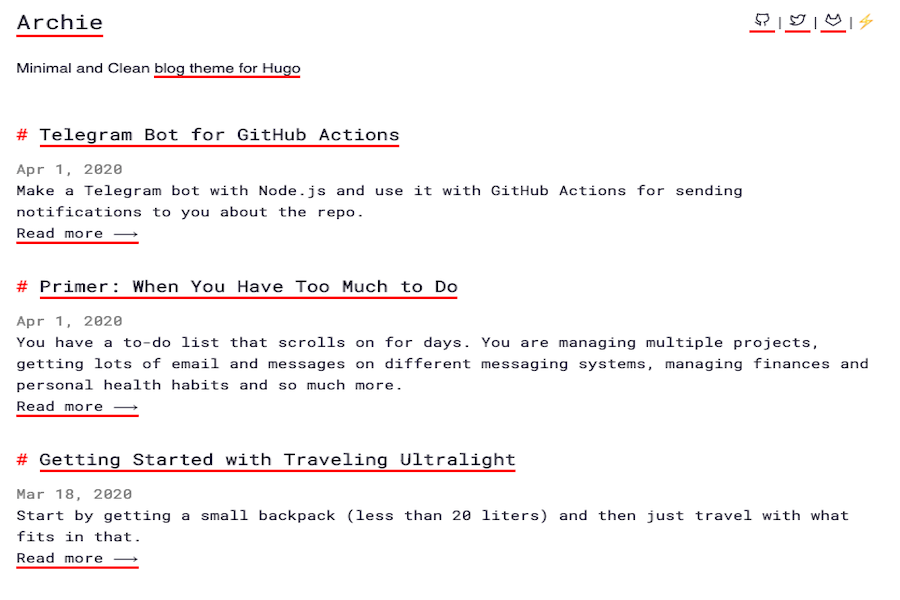 Archie
| | | ⚡
Minimal and Clean blog theme for Hugo
# Telegram Bot for GitHub Actions
Apr 1, 2020
Make a Telegram bot with Node.js and use it with GitHub Actions for sending
notifications to you about the repo.
Read more ⟶
# Primer: When You Have Too Much to Do
Apr 1, 2020
You have a to-do list that scrolls on for days. You are managing multiple projects,
getting lots of email and messages on different messaging systems, managing finances and
personal health habits and so much more.
Read more ⟶
# Getting Started with Traveling Ultralight
Mar 18, 2020
Start by getting a small backpack (less than 20 liters) and then just travel with what
fits in that.
Read more ⟶